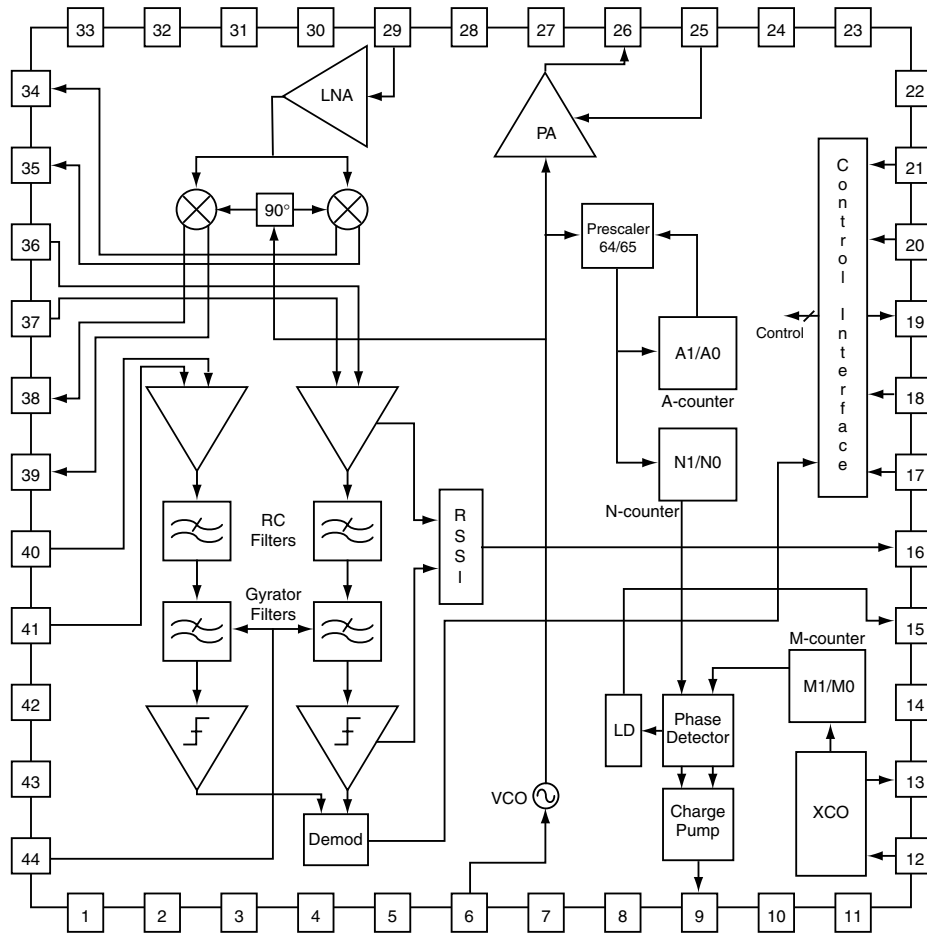 33 32 31 30 29 28 27 26 25 24 23
34
LNA
PA
22
35
21
36
90°
Prescaler
64/65
20
37
Control
19
A1/A0
A-counter
Control Interface
38
18
39
N1/N0
N-counter
17
40
RC
Filters
RSSI
16
41
Gyrator
Filters
15
M-counter
M1/M0
42
LD
Phase
Detector
14
43
VCO
XCO
13
Charge
Pump
44
Demod
12
1 2 3 4 5 6 7 8 9 10 11